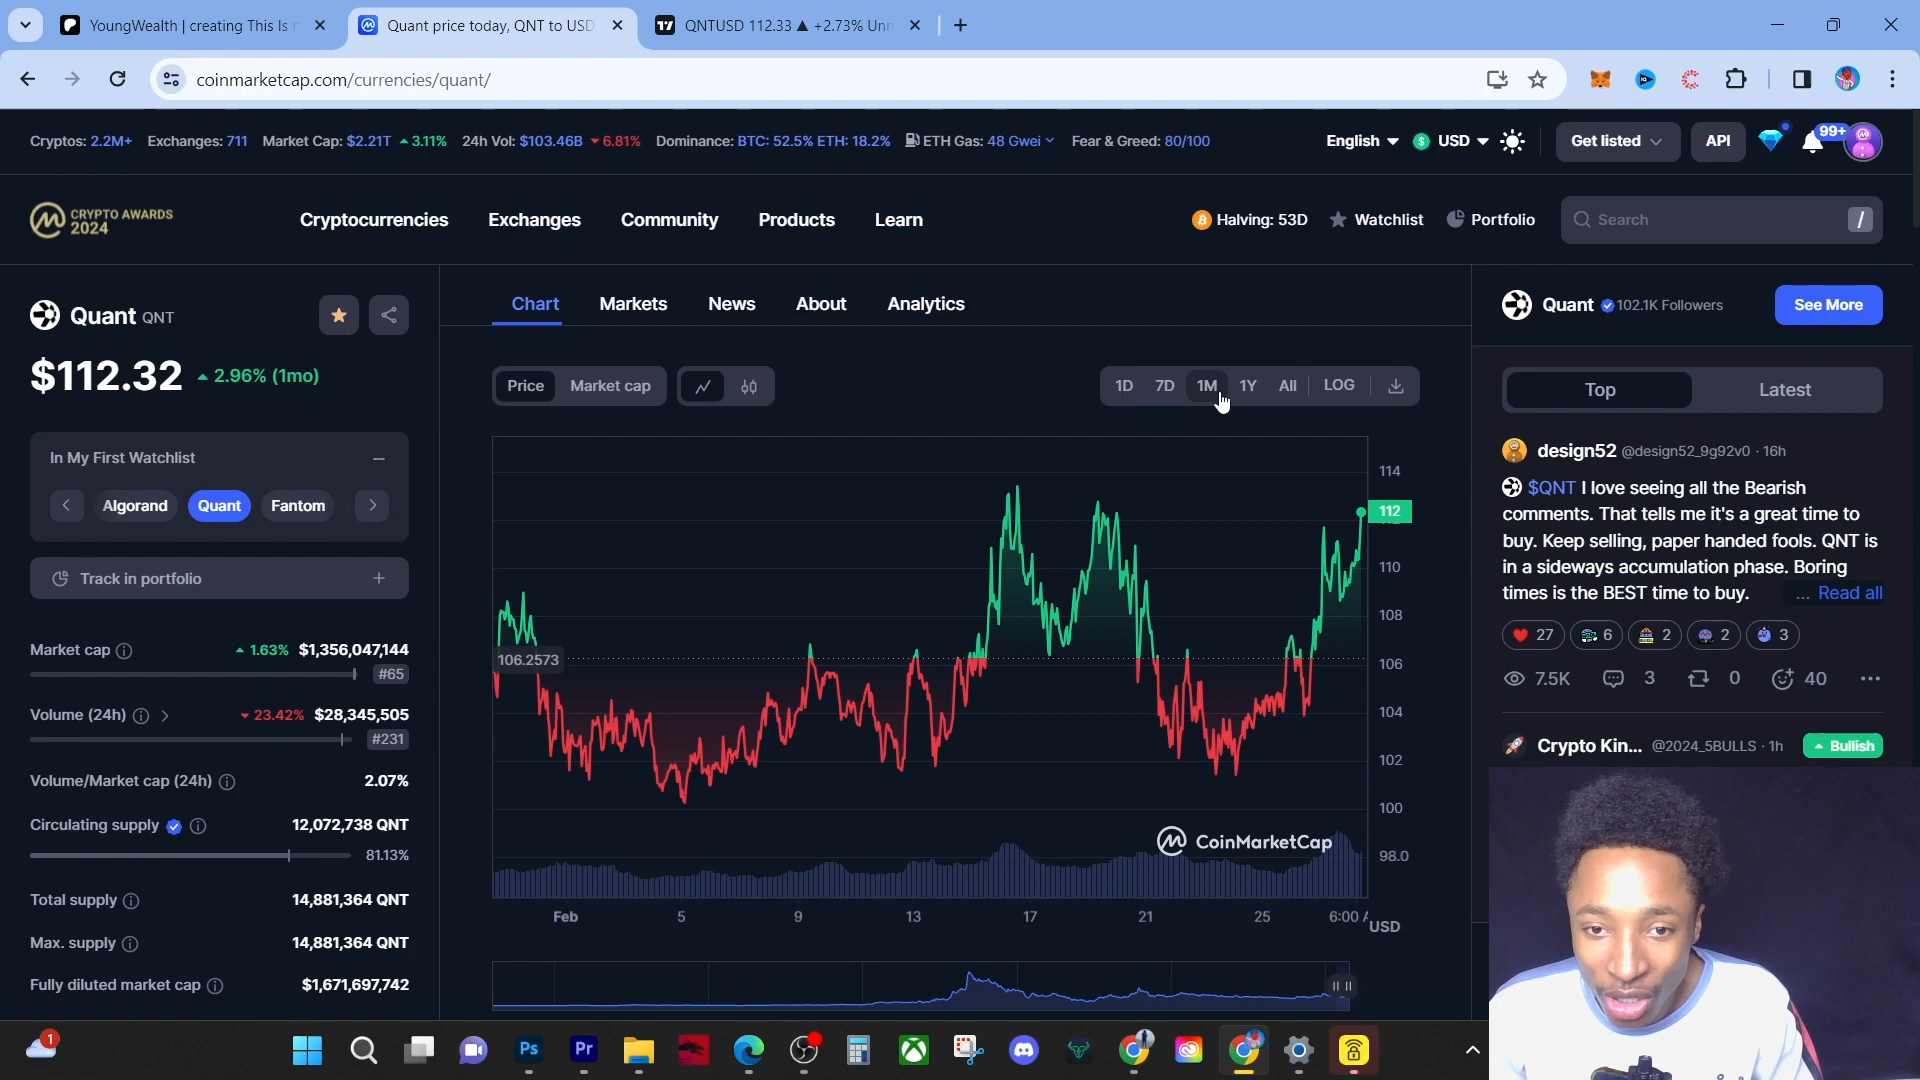 YoungWealth | creating This Is
Quant price today, QNT to USD
QNTUSD 112.33 ▲ +2.73% Unn
coinmarketcap.com/currencies/quant/
Cryptos: 2.2M+ Exchanges: 711 Market Cap: $2.21T 3.11% 24h Vol: $103.46B 6.81% Dominance: BTC: 52.5% ETH: 18.2% ETH Gas: 48 Gwei Fear & Greed: 80/100
English USD Get listed API 99+
CRYPTO AWARDS
2024
Cryptocurrencies Exchanges Community Products Learn
Halving: 53D Watchlist Portfolio Search /
Quant QNT
$112.32 2.96% (1mo)
In My First Watchlist
Algorand Quant Fantom
Track in portfolio +
Market cap 1.63% $1,356,047,144
#65
Volume (24h) 23.42% $28,345,505
#231
Volume/Market cap (24h) 2.07%
Circulating supply 12,072,738 QNT
81.13%
Total supply 14,881,364 QNT
Max. supply 14,881,364 QNT
Fully diluted market cap $1,671,697,742
Chart Markets News About Analytics
Price Market cap
1D 7D 1M 1Y All LOG
114
112
110
108
106
104
102
100
98.0
106.2573
CoinMarketCap
Feb 5 9 13 17 21 25 6:00 A
USD
Quant 102.1K Followers See More
Top Latest
design52 @design52_9g92v0 · 16h
$QNT I love seeing all the Bearish
comments. That tells me it's a great time to
buy. Keep selling, paper handed fools. QNT is
in a sideways accumulation phase. Boring
times is the BEST time to buy. ... Read all
27 6 2 2 3
7.5K 3 0 40
Crypto Kin... @2024_5BULLS · 1h Bullish
1
Ps
Pr